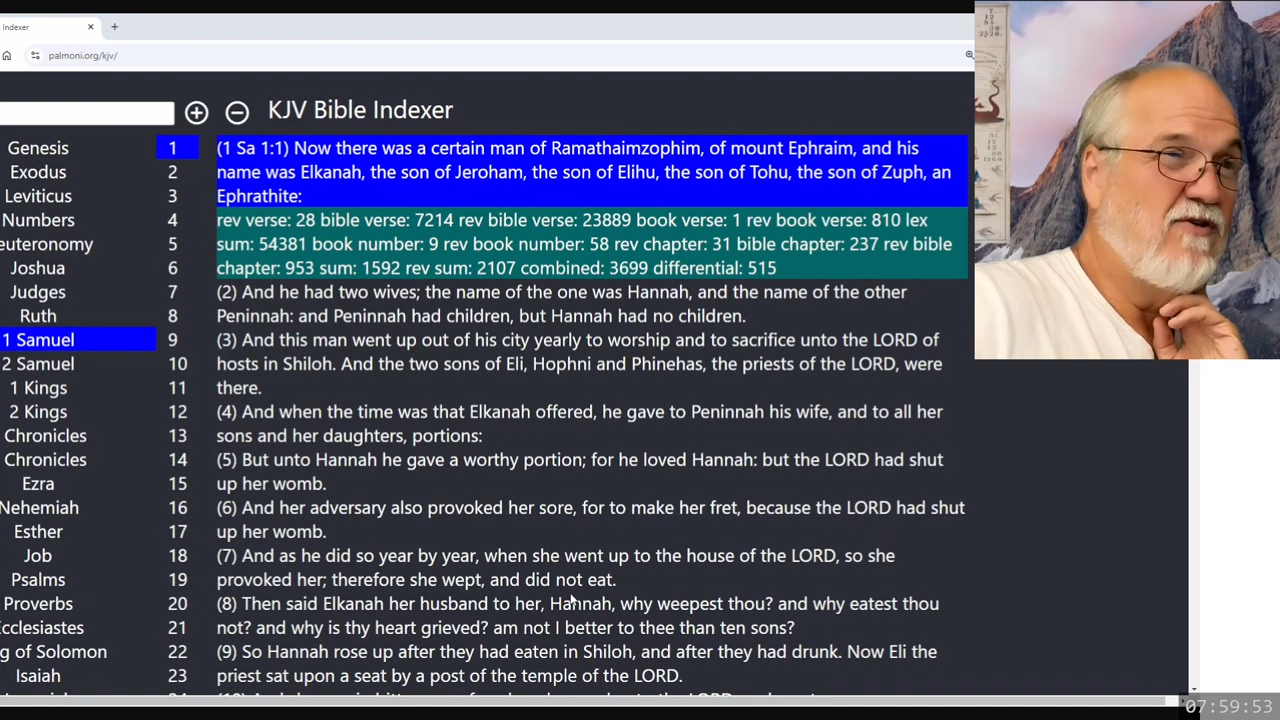 Indexer
palmoni.org/kjv/
KJV Bible Indexer
Genesis
Exodus
Leviticus
Numbers
euteronomy
Joshua
Judges
Ruth
1 Samuel
2 Samuel
1 Kings
2 Kings
Chronicles
Chronicles
Ezra
Nehemiah
Esther
Job
Psalms
Proverbs
Ecclesiastes
g of Solomon
Isaiah
1
2
3
4
5
6
7
8
9
10
11
12
13
14
15
16
17
18
19
20
21
22
23
(1 Sa 1:1) Now there was a certain man of Ramathaimzophim, of mount Ephraim, and his
name was Elkanah, the son of Jeroham, the son of Elihu, the son of Tohu, the son of Zuph, an
Ephrathite:
rev verse: 28 bible verse: 7214 rev bible verse: 23889 book verse: 1 rev book verse: 810 lex
sum: 54381 book number: 9 rev book number: 58 rev chapter: 31 bible chapter: 237 rev bible
chapter: 953 sum: 1592 rev sum: 2107 combined: 3699 differential: 515
(2) And he had two wives; the name of the one was Hannah, and the name of the other
Peninnah: and Peninnah had children, but Hannah had no children.
(3) And this man went up out of his city yearly to worship and to sacrifice unto the LORD of
hosts in Shiloh. And the two sons of Eli, Hophni and Phinehas, the priests of the LORD, were
there.
(4) And when the time was that Elkanah offered, he gave to Peninnah his wife, and to all her
sons and her daughters, portions:
(5) But unto Hannah he gave a worthy portion; for he loved Hannah: but the LORD had shut
up her womb.
(6) And her adversary also provoked her sore, for to make her fret, because the LORD had shut
up her womb.
(7) And as he did so year by year, when she went up to the house of the LORD, so she
provoked her; therefore she wept, and did not eat.
(8) Then said Elkanah her husband to her, Hannah, why weepest thou? and why eatest thou
not? and why is thy heart grieved? am not I better to thee than ten sons?
(9) So Hannah rose up after they had eaten in Shiloh, and after they had drunk. Now Eli the
priest sat upon a seat by a post of the temple of the LORD.
07:59:53